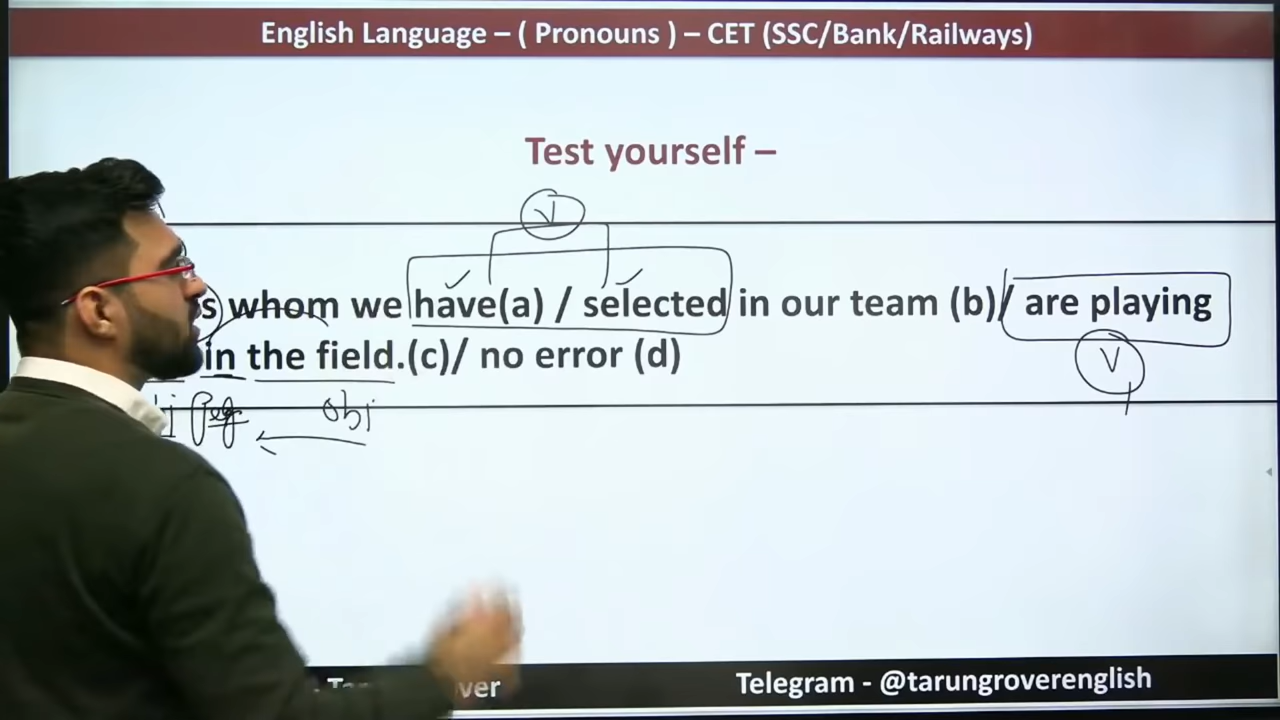 English Language – ( Pronouns ) – CET (SSC/Bank/Railways)
Test yourself –
V
whom we have(a) / selected in our team (b)/ are playing
V
in the field.(c)/ no error (d)
obj
Telegram - @tarungroverenglish